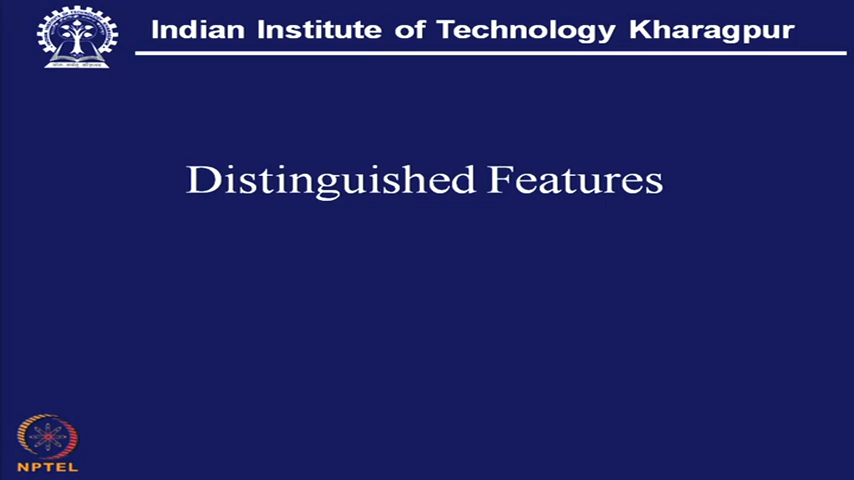 Indian Institute of Technology Kharagpur
Distinguished Features
NPTEL